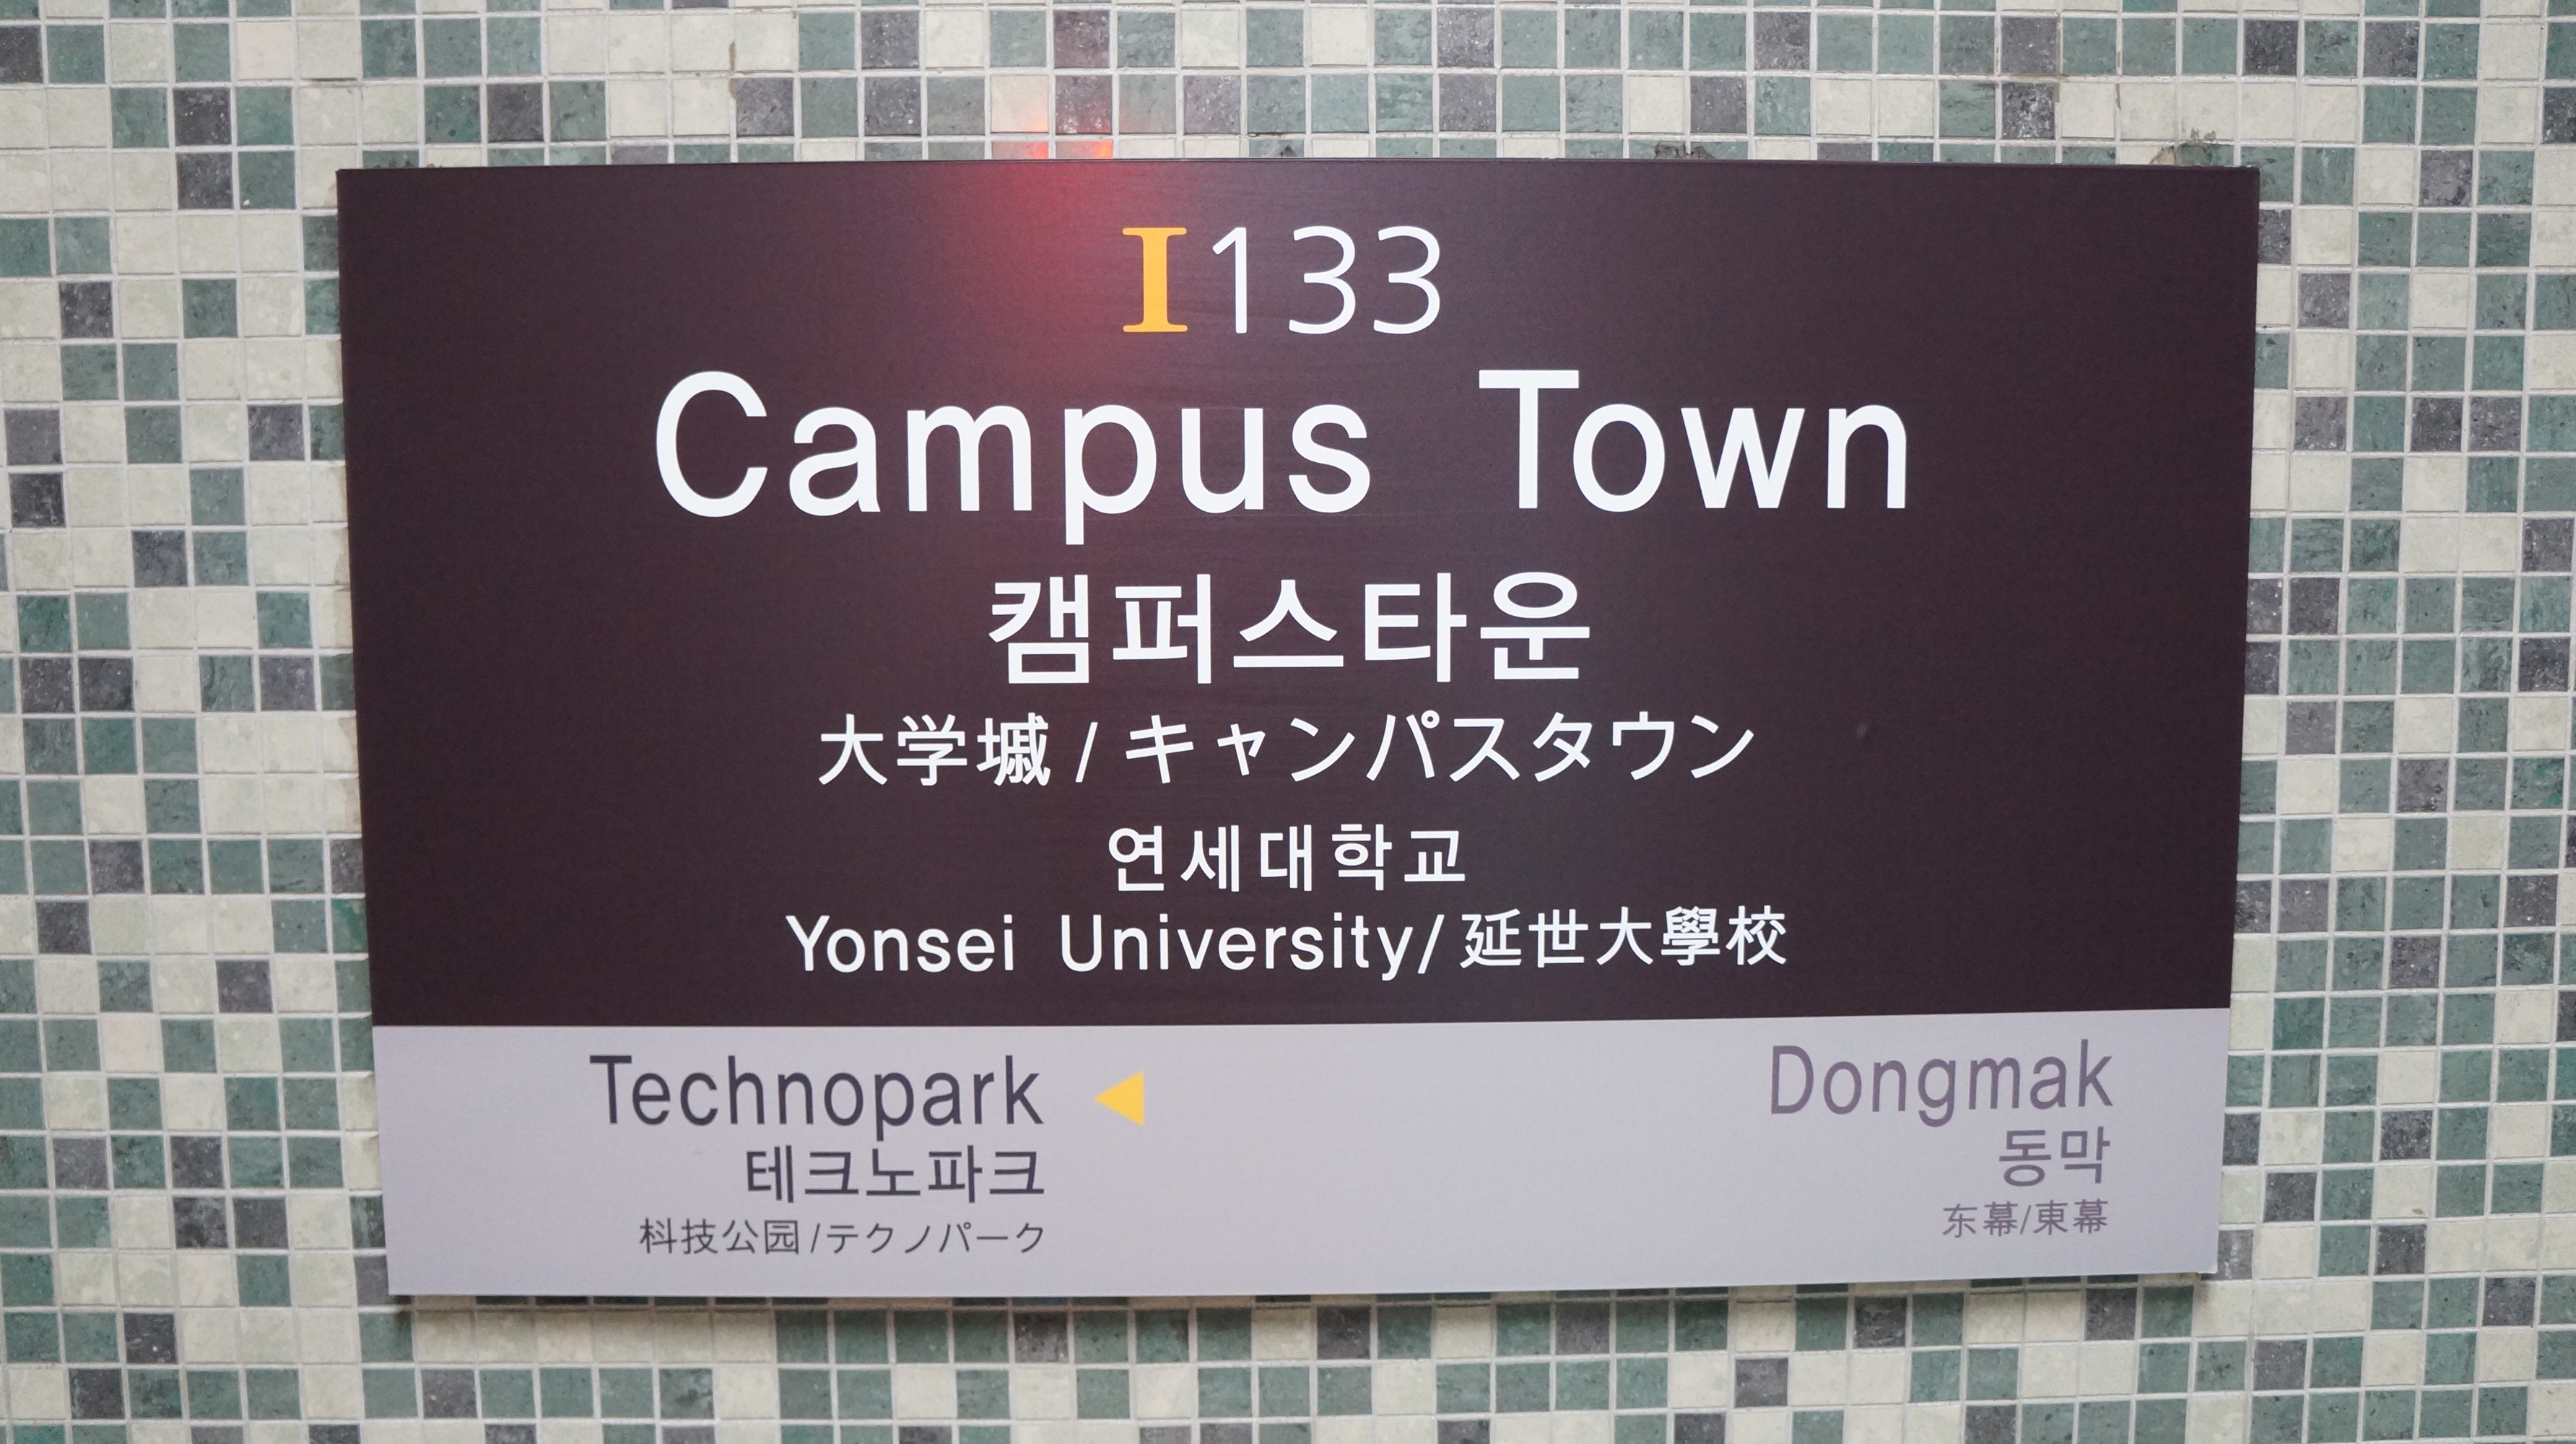 I133
Campus Town
캠퍼스타운
大学城 / キャンパスタウン
연세대학교
Yonsei University/延世大學校
Technopark ◀
테크노파크
科技公园/テクノパーク
Dongmak
동막
东幕/東幕